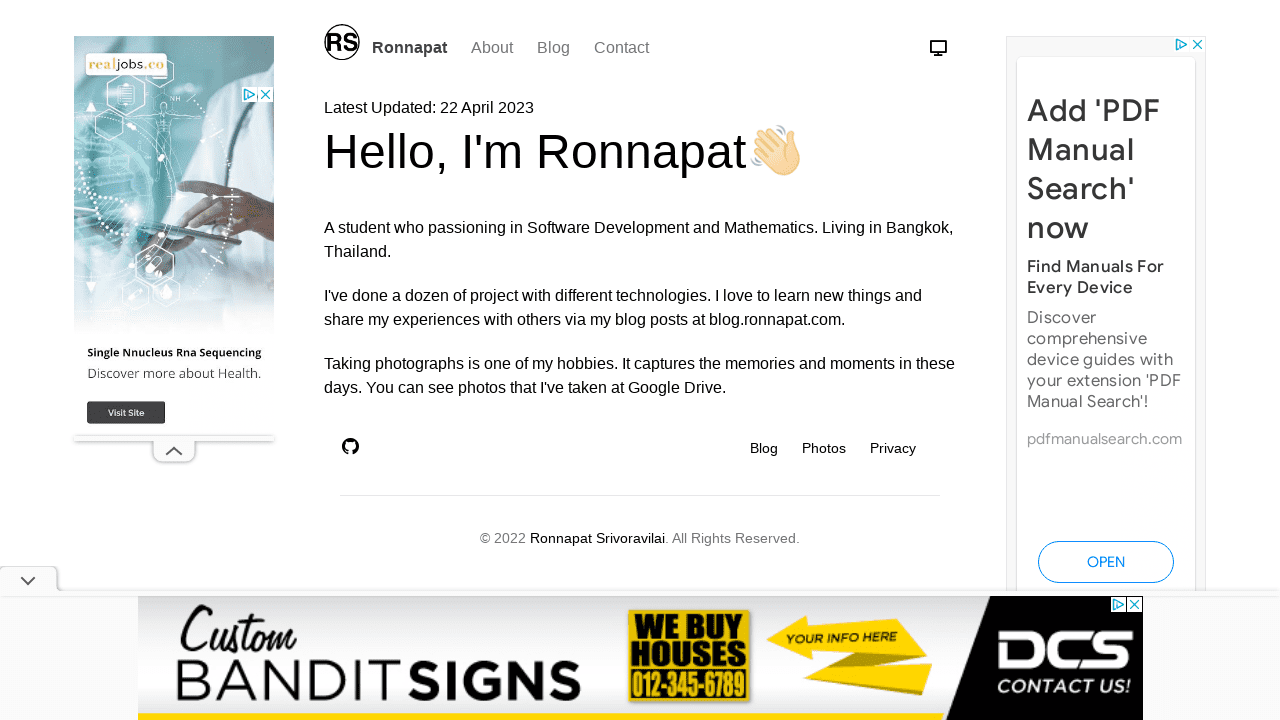 RS
Ronnapat
About
Blog
Contact
Latest Updated: 22 April 2023
Hello, I'm Ronnapat👋🏻
A student who passioning in Software Development and Mathematics. Living in Bangkok,
Thailand.
I've done a dozen of project with different technologies. I love to learn new things and
share my experiences with others via my blog posts at blog.ronnapat.com.
Taking photographs is one of my hobbies. It captures the memories and moments in these
days. You can see photos that I've taken at Google Drive.
Blog
Photos
Privacy
© 2022 Ronnapat Srivoravilai. All Rights Reserved.
realjobs.co
NH
Single Nnucleus Rna Sequencing
Discover more about Health.
Visit Site
Add 'PDF
Manual
Search'
now
Find Manuals For
Every Device
Discover
comprehensive
device guides with
your extension 'PDF
Manual Search'!
pdfmanualsearch.com
OPEN
Custom
BANDITSIGNS
WE BUY
HOUSES
012-345-6789
YOUR INFO HERE
DCS
CONTACT US!